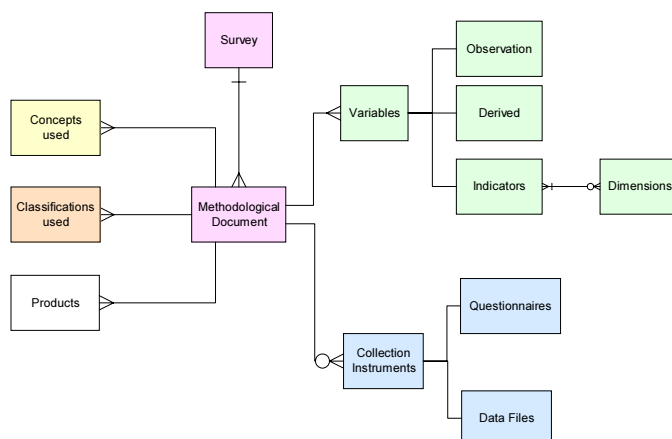 Survey
Observation
Concepts
used
Variables
Derived
Classifications
used
Methodological
Document
Indicators
Dimensions
Products
Questionnaires
Collection
Instruments
Data Files